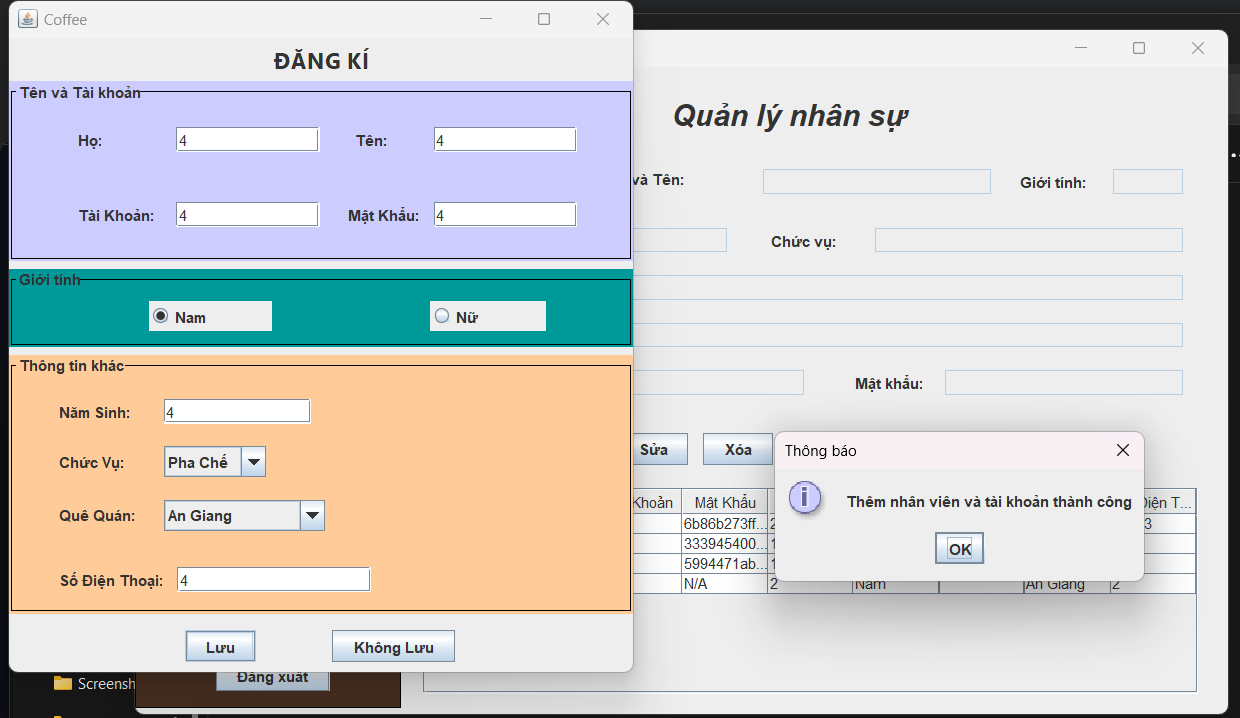 Coffee
ĐĂNG KÍ
Tên và Tài khoản
Họ: 4 Tên: 4
Tài Khoản: 4 Mật Khẩu: 4
Giới tính
Nam Nữ
Thông tin khác
Năm Sinh: 4
Chức Vụ: Pha Chế
Quê Quán: An Giang
Số Điện Thoại: 4
Lưu Không Lưu
Quản lý nhân sự
và Tên: Giới tính:
Chức vụ:
Mật khẩu:
Sửa Xóa
Khoản Mật Khẩu Điện T...
6b86b273ff... 2 3
333945400... 1
5994471ab... 1
N/A 2 Nam An Giang 2
Thông báo
Thêm nhân viên và tài khoản thành công
OK
Đăng xuất
Screensh